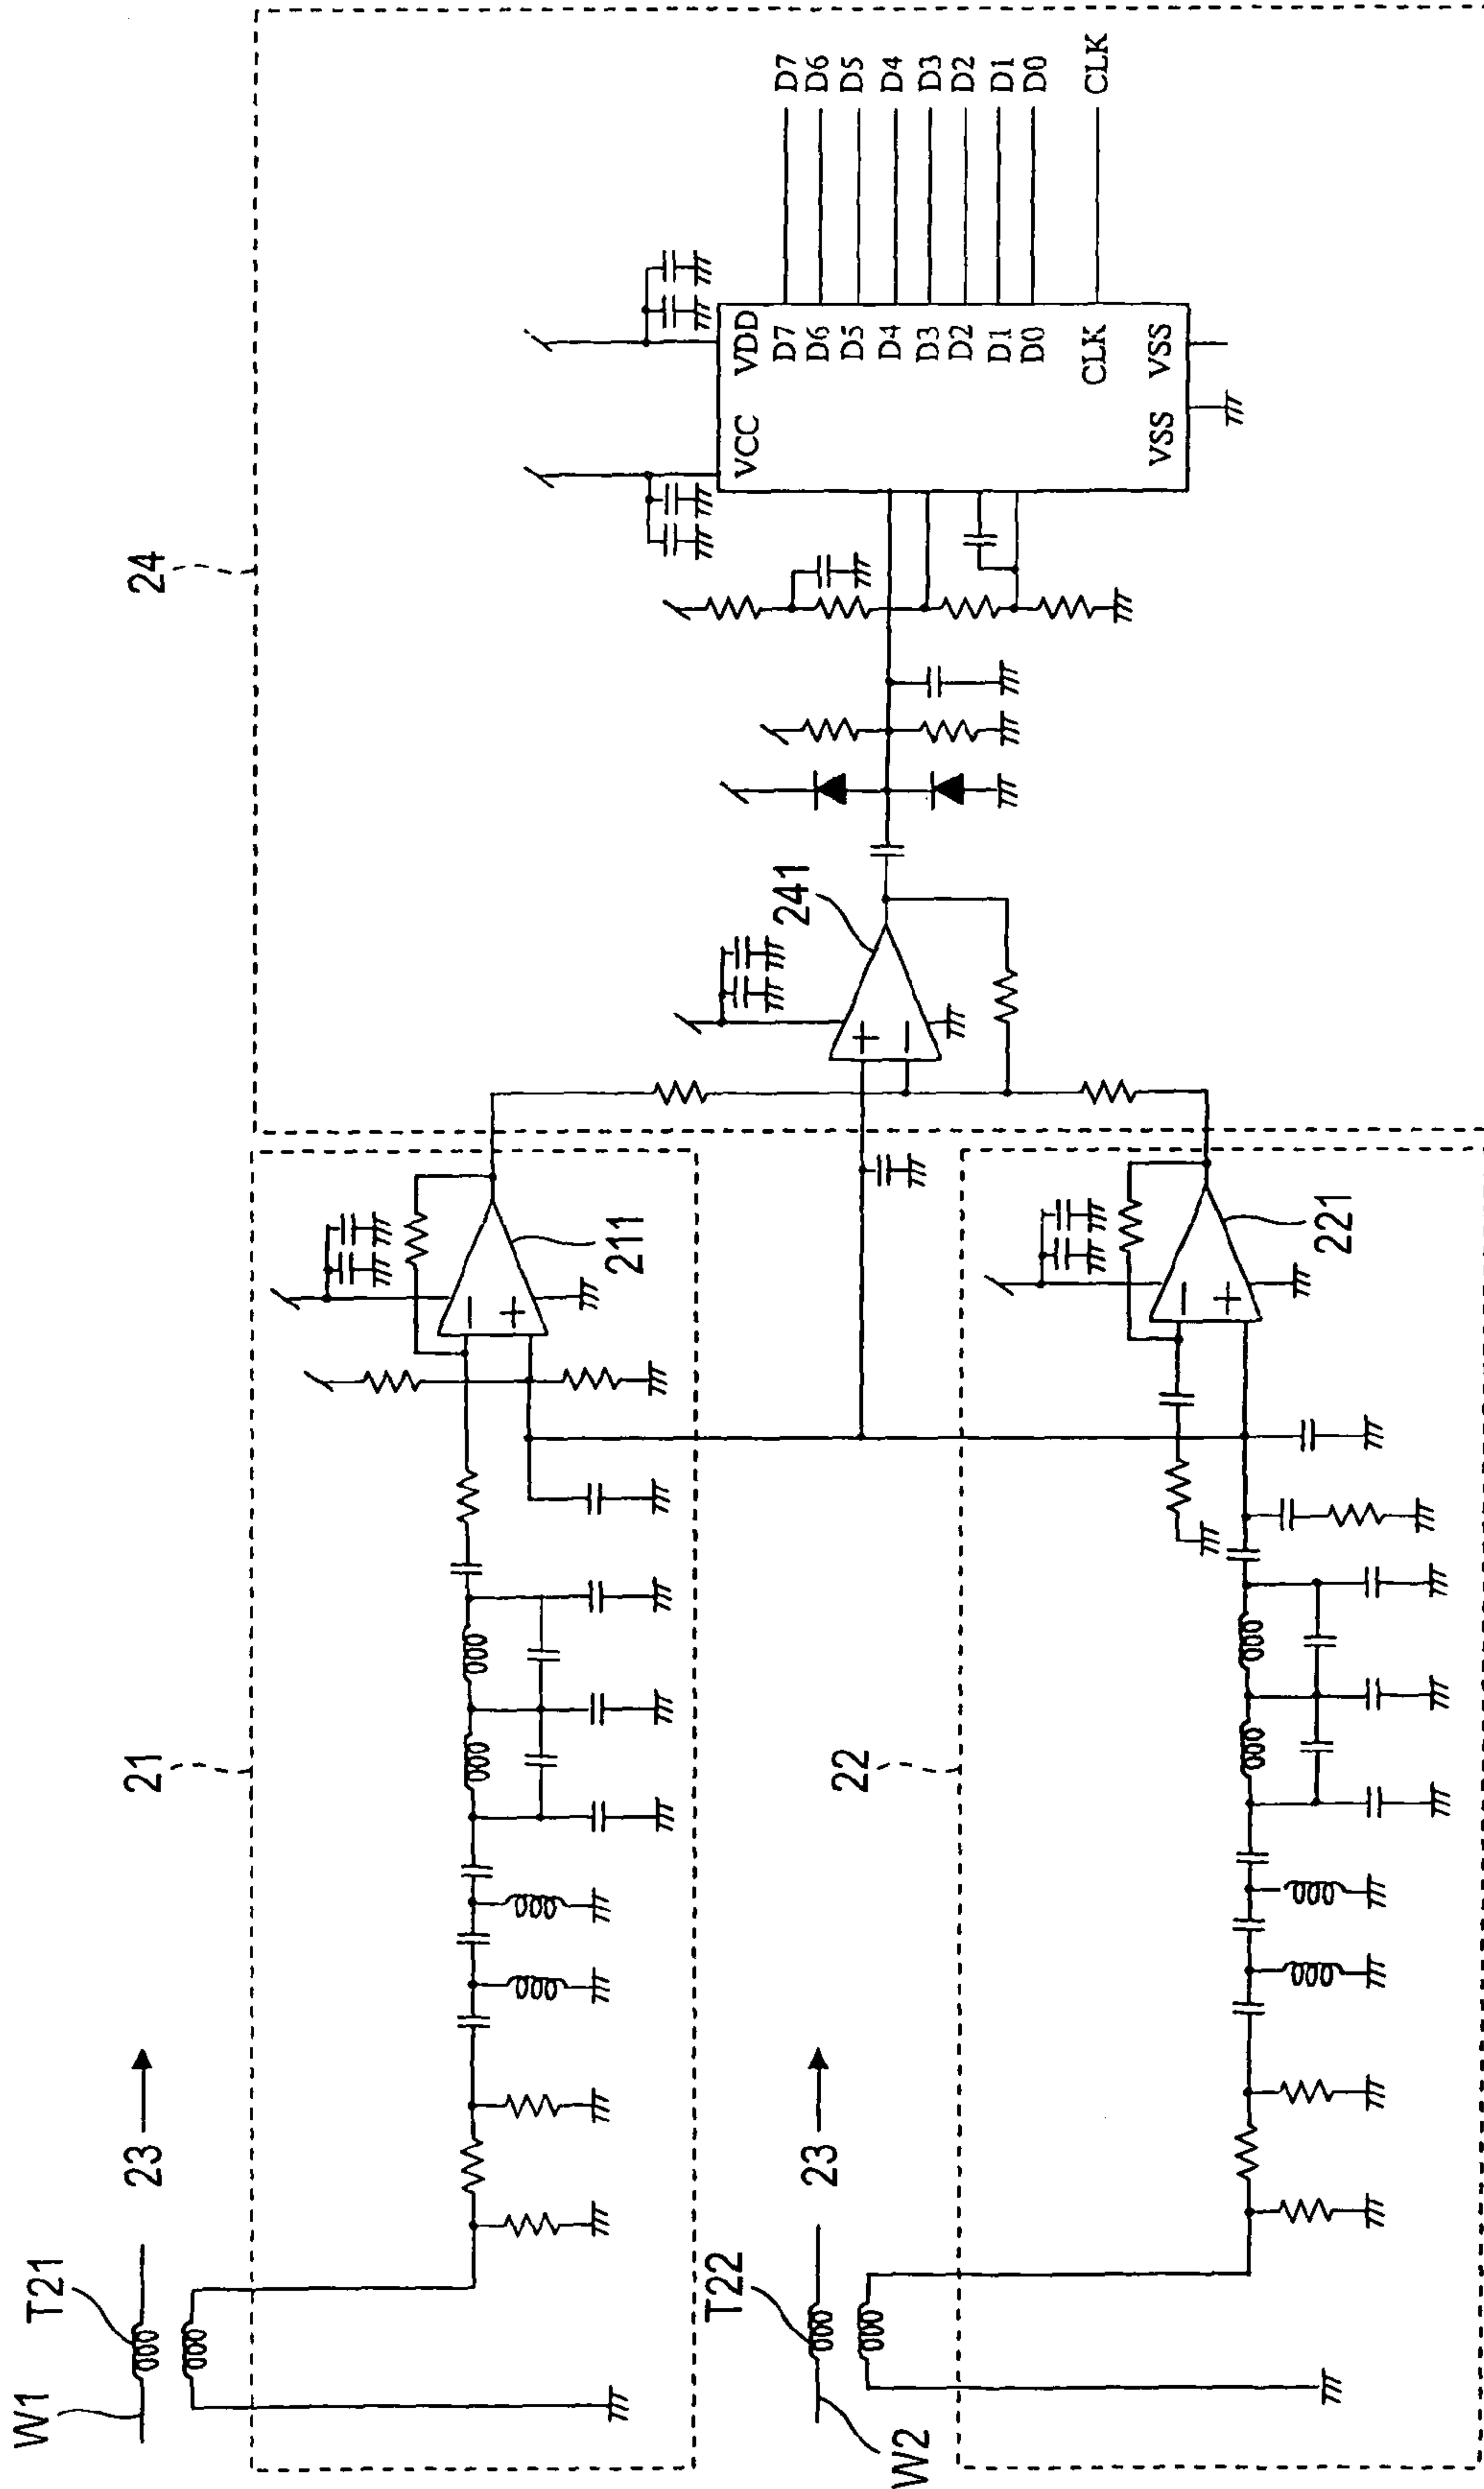 24
VCC
VDD
D7
D6
D5
D4
D3
D2
D1
D0
CLK
VSS
VSS
D7
D6
D5
D4
D3
D2
D1
D0
CLK
241
+
−
21
211
−
+
22
221
−
+
W1
T21
23
W2
T22
23